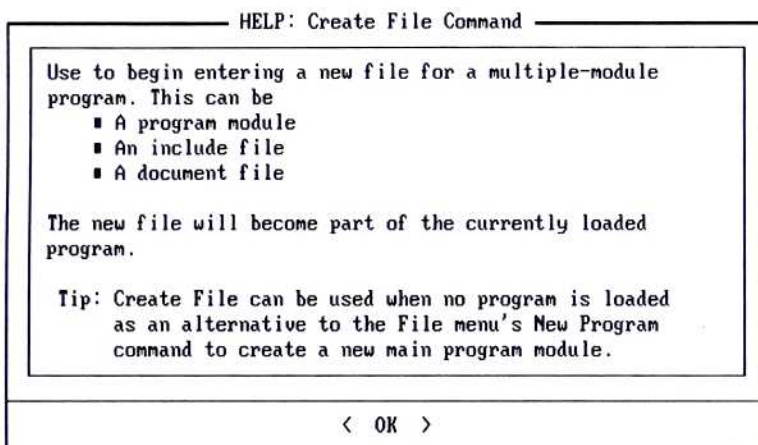 HELP: Create File Command
Use to begin entering a new file for a multiple-module
program. This can be
■ A program module
■ An include file
■ A document file
The new file will become part of the currently loaded
program.
Tip: Create File can be used when no program is loaded
as an alternative to the File menu's New Program
command to create a new main program module.
< OK >